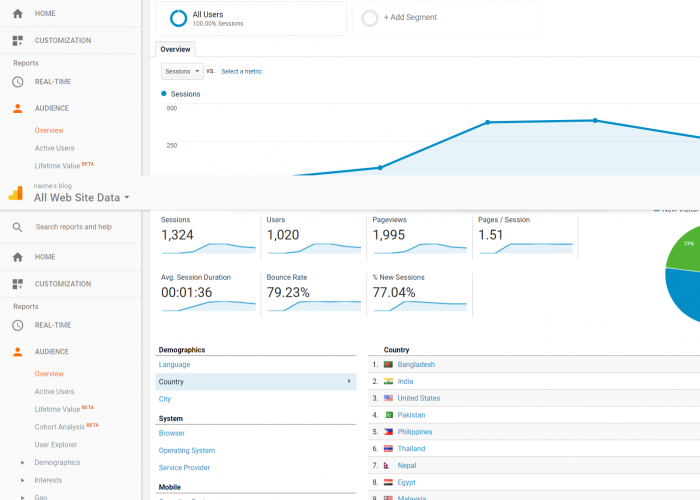 HOME
CUSTOMIZATION
Reports
REAL-TIME
AUDIENCE
Overview
Active Users
Lifetime Value BETA
All Users
100.00% Sessions
+ Add Segment
Overview
Sessions vs. Select a metric
Sessions
500
250
naime's blog
All Web Site Data
Search reports and help
HOME
CUSTOMIZATION
Reports
REAL-TIME
AUDIENCE
Overview
Active Users
Lifetime Value BETA
Cohort Analysis BETA
User Explorer
Demographics
Interests
Geo
Sessions
1,324
Users
1,020
Pageviews
1,995
Pages / Session
1.51
Avg. Session Duration
00:01:36
Bounce Rate
79.23%
% New Sessions
77.04%
New Visitor
23%
Demographics
Language
Country
City
System
Browser
Operating System
Service Provider
Mobile
Country
1. Bangladesh
2. India
3. United States
4. Pakistan
5. Philippines
6. Thailand
7. Nepal
8. Egypt
9. Malaysia